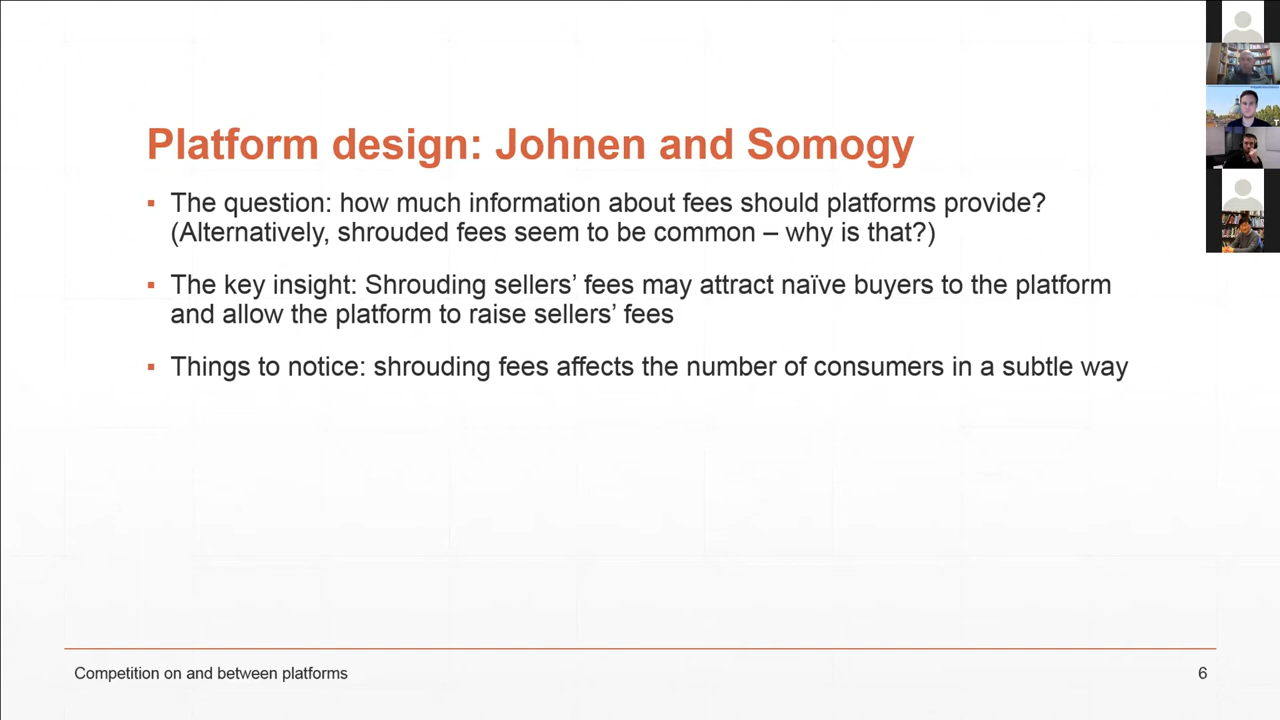 Platform design: Johnen and Somogy
▪ The question: how much information about fees should platforms provide?
(Alternatively, shrouded fees seem to be common – why is that?)
▪ The key insight: Shrouding sellers’ fees may attract naïve buyers to the platform
and allow the platform to raise sellers’ fees
▪ Things to notice: shrouding fees affects the number of consumers in a subtle way
Competition on and between platforms
6